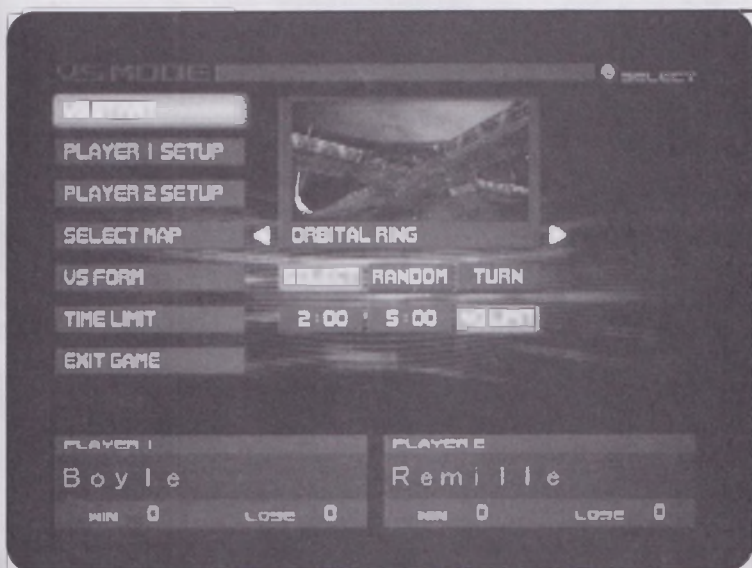 VS MODE SELECT
PLAYER 1 SETUP
PLAYER 2 SETUP
SELECT MAP ORBITAL RING
VS FORM RANDOM TURN
TIME LIMIT 2:00 5:00
EXIT GAME
PLAYER 1 PLAYER 2
Boyle Remille
WIN 0 LOSE 0 WIN 0 LOSE 0